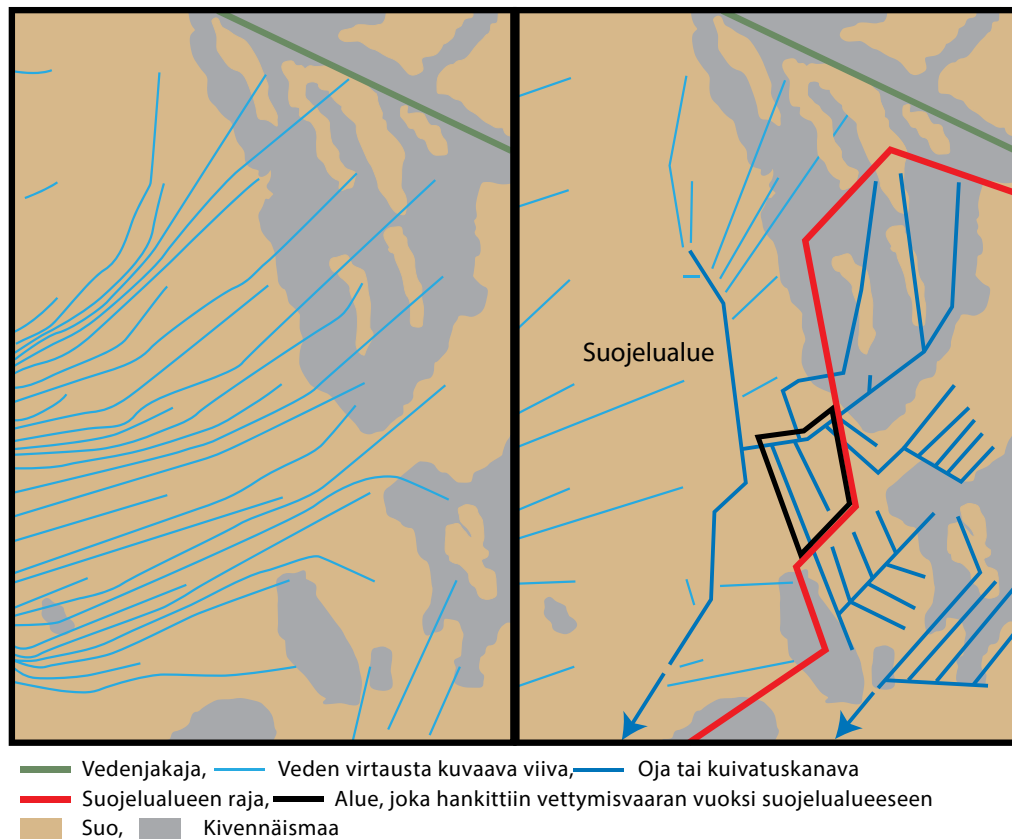 Suojelualue
Vedenjakaja, Veden virtausta kuvaava viiva, Oja tai kuivatuskanava
Suojelualueen raja, Alue, joka hankittiin vettymisvaaran vuoksi suojelualueeseen
Suo, Kivennäismaa